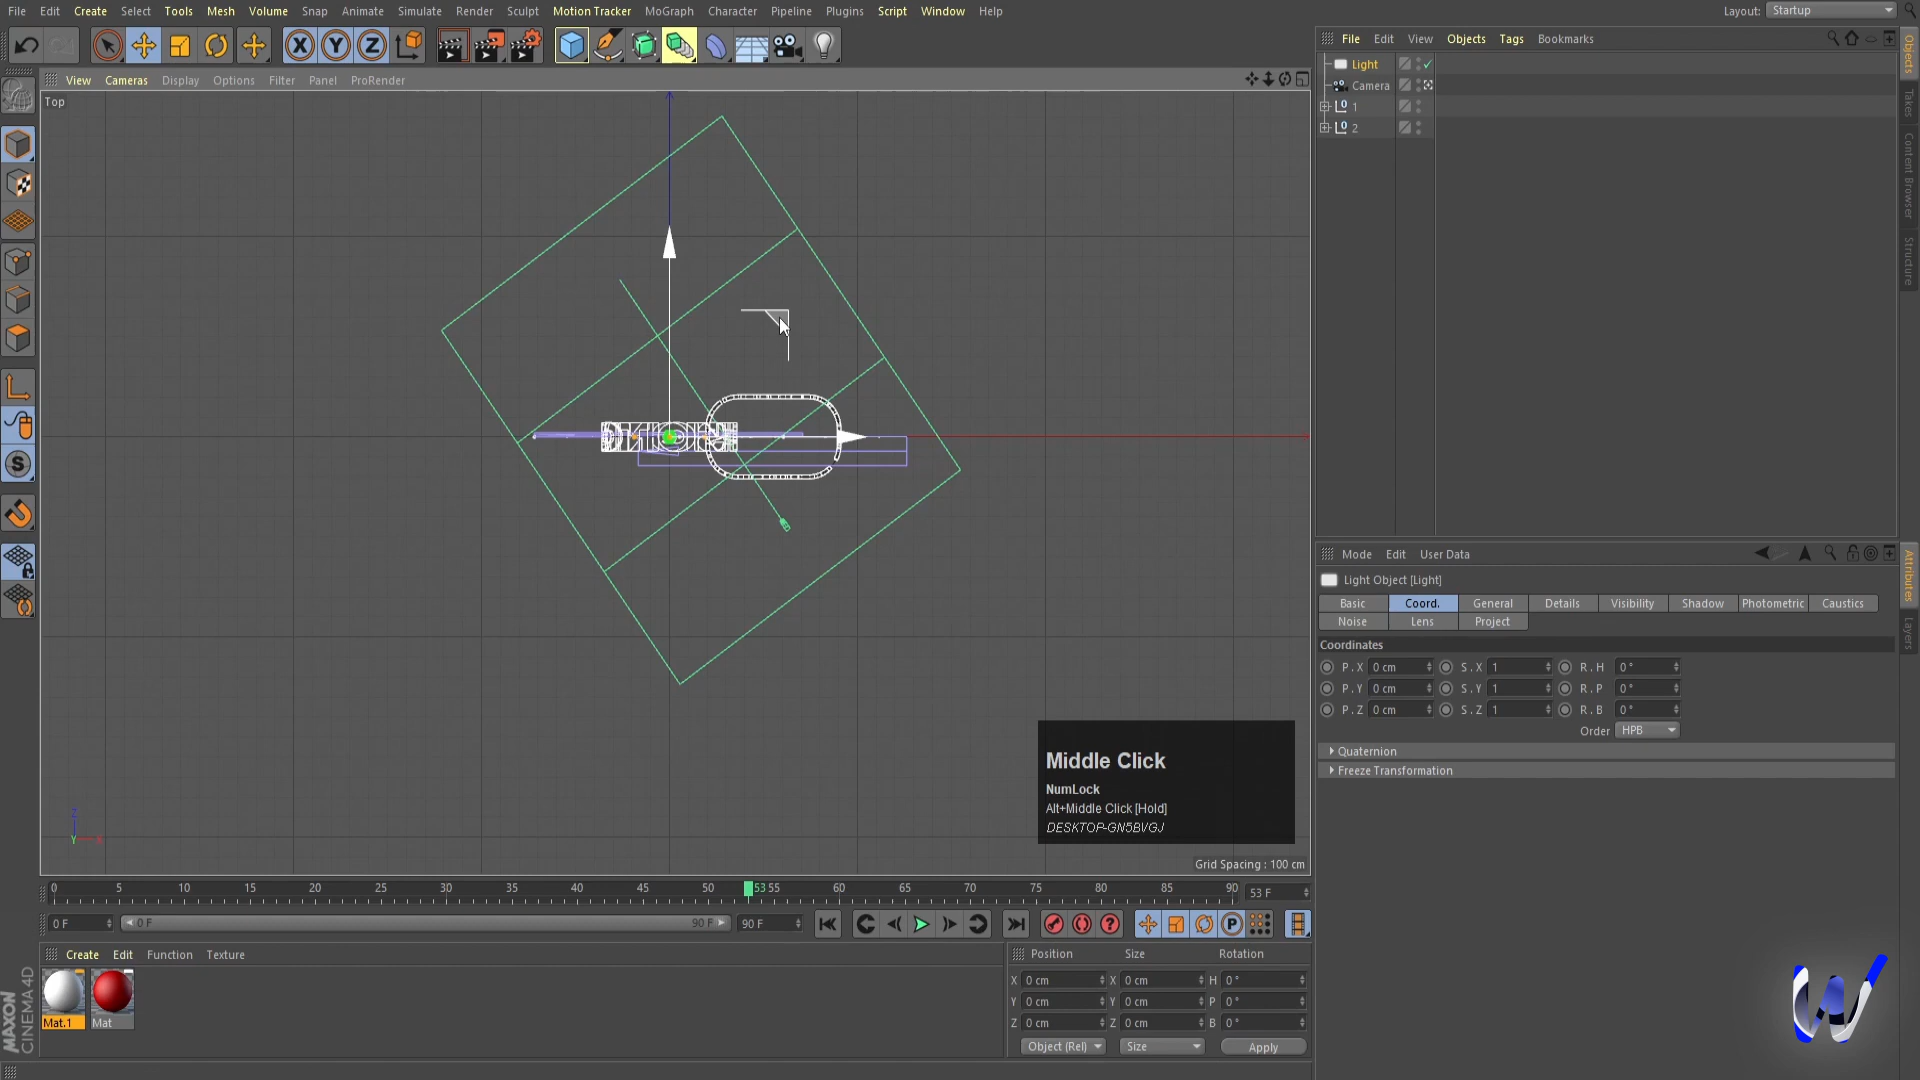 File Edit Create Select Tools Mesh Volume Snap Animate Simulate Render Sculpt Motion Tracker MoGraph Character Pipeline Plugins Script Window Help Layout: Startup
File Edit View Objects Tags Bookmarks
View Cameras Display Options Filter Panel ProRender
Top
Light
Camera
1
2
Objects
Takes
Content Browser
Structure
X Y Z
Mode Edit User Data
Light Object [Light]
Basic Coord. General Details Visibility Shadow Photometric Caustics
Noise Lens Project
Coordinates
P.X 0 cm S.X 1 R.H 0°
P.Y 0 cm S.Y 1 R.P 0°
P.Z 0 cm S.Z 1 R.B 0°
Order HPB
Quaternion
Freeze Transformation
Attributes
Layers
Middle Click
NumLock
Alt+Middle Click [Hold]
DESKTOP-GN5BVGJ
Z
Y X
Grid Spacing : 100 cm
0 5 10 15 20 25 30 35 40 45 50 53 55 60 65 70 75 80 85 90 53 F
0 F 0 F 90 F 90 F
Create Edit Function Texture
Mat.1 Mat
Position Size Rotation
X 0 cm X 0 cm H 0°
Y 0 cm Y 0 cm P 0°
Z 0 cm Z 0 cm B 0°
Object (Rel) Size Apply
MAXON
CINEMA 4D